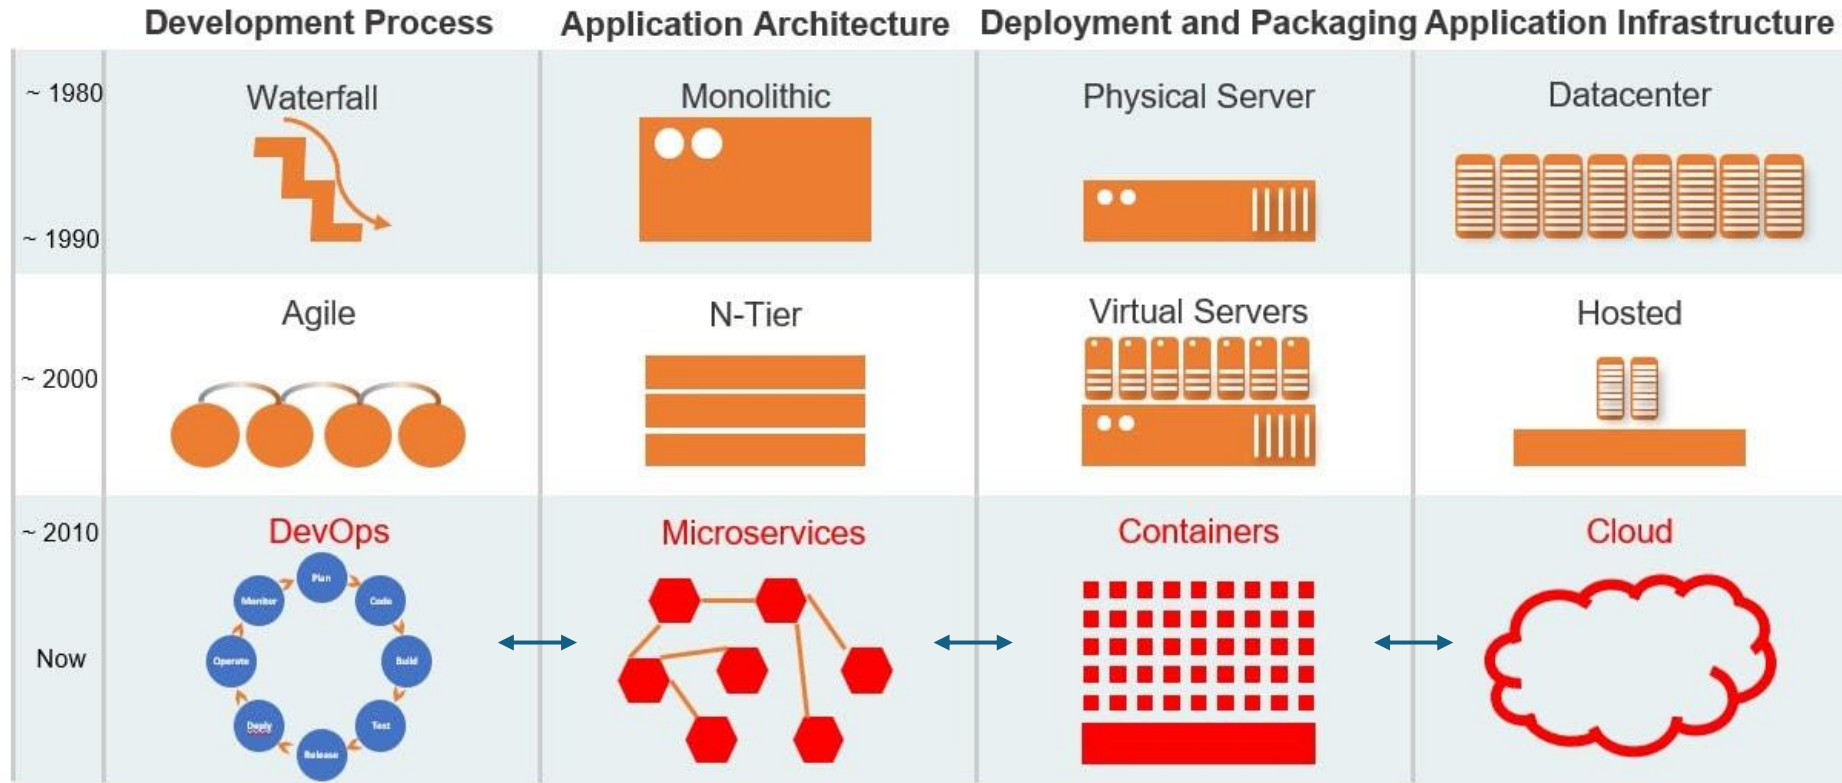 Development Process
Application Architecture
Deployment and Packaging
Application Infrastructure
~ 1980
Waterfall
Monolithic
Physical Server
Datacenter
~ 1990
Agile
N-Tier
Virtual Servers
Hosted
~ 2000
~ 2010
DevOps
Microservices
Containers
Cloud
Now
Plan
Code
Build
Test
Release
Deply
Operate
Monitor